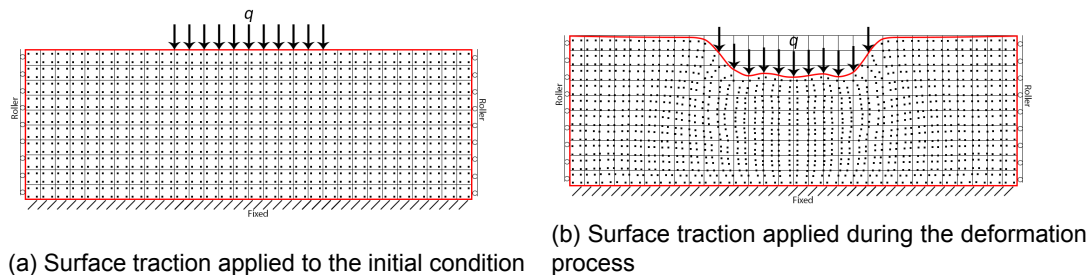 q
Roller
Roller
Fixed
(a) Surface traction applied to the initial condition
q
Roller
Roller
Fixed
(b) Surface traction applied during the deformation
process